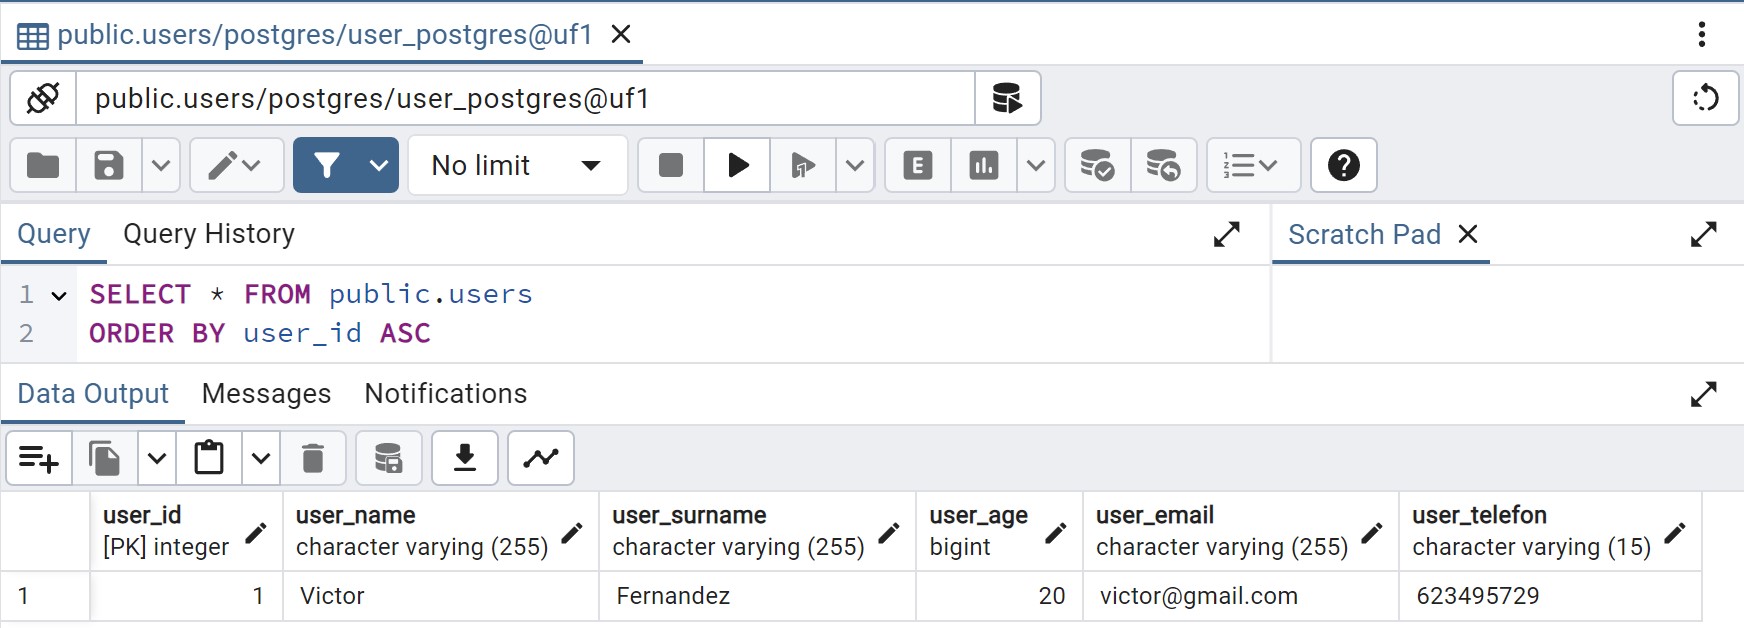 public.users/postgres/user_postgres@uf1
public.users/postgres/user_postgres@uf1
No limit
E
Query Query History
Scratch Pad
1 SELECT * FROM public.users
2 ORDER BY user_id ASC
Data Output Messages Notifications
user_id user_name user_surname user_age user_email user_telefon
[PK] integer character varying (255) character varying (255) bigint character varying (255) character varying (15)
1 1 Victor Fernandez 20 victor@gmail.com 623495729